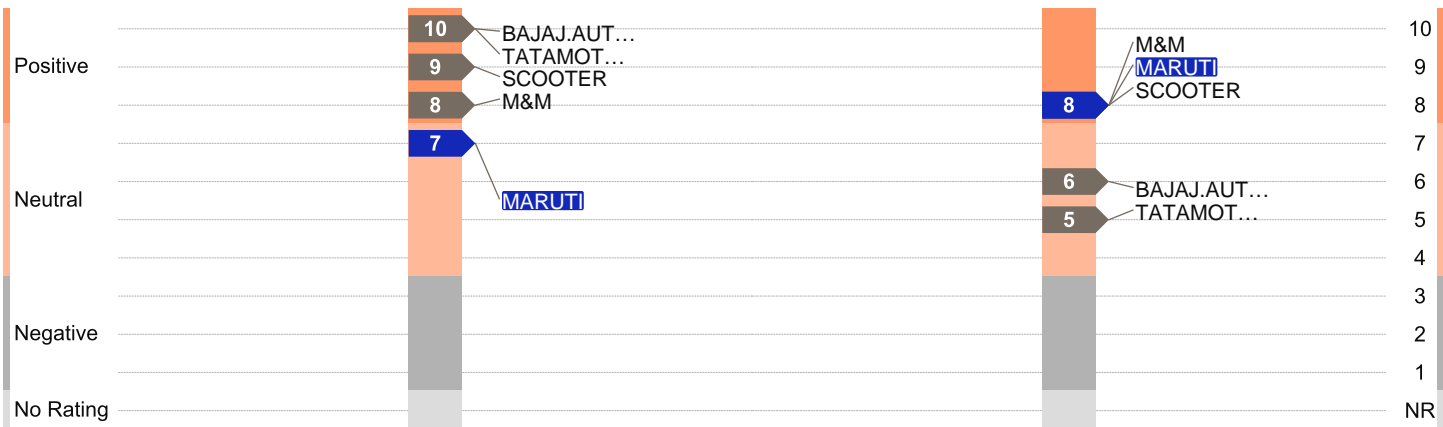 Positive
Neutral
Negative
No Rating
10
9
8
7
BAJAJ.AUT...
TATAMOT...
SCOOTER
M&M
MARUTI
8
6
5
M&M
MARUTI
SCOOTER
BAJAJ.AUT...
TATAMOT...
10
9
8
7
6
5
4
3
2
1
NR